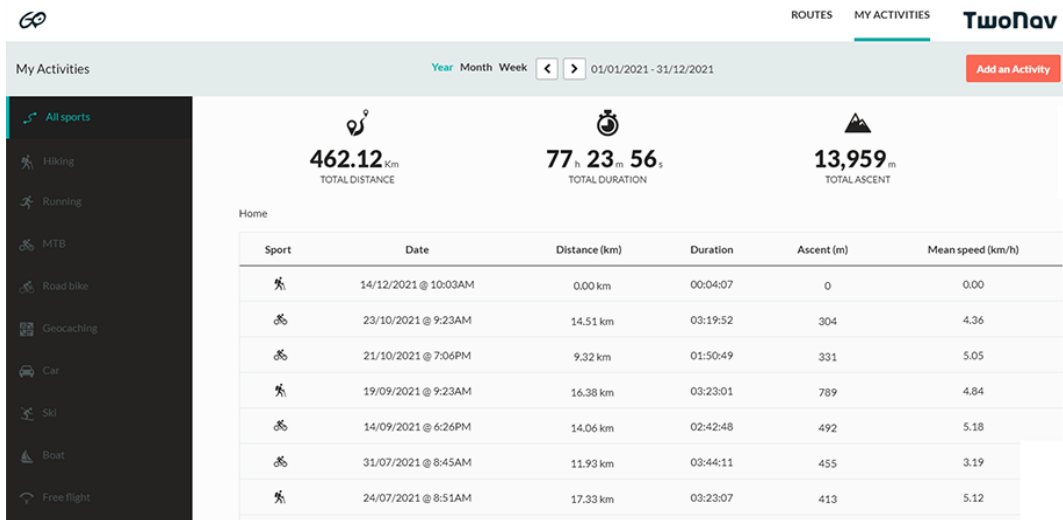 GO
ROUTES MY ACTIVITIES TwoNav
My Activities Year Month Week < > 01/01/2021 - 31/12/2021 Add an Activity
All sports
Hiking
Running
MTB
Road bike
Geocaching
Car
Ski
Boat
Free flight
462.12 Km 77 h 23 m 56 s 13,959 m
TOTAL DISTANCE TOTAL DURATION TOTAL ASCENT
Home
Sport Date Distance (km) Duration Ascent (m) Mean speed (km/h)
14/12/2021 @ 10:03AM 0.00 km 00:04:07 0 0.00
23/10/2021 @ 9:23AM 14.51 km 03:19:52 304 4.36
21/10/2021 @ 7:06PM 9.32 km 01:50:49 331 5.05
19/09/2021 @ 9:23AM 16.38 km 03:23:01 789 4.84
14/09/2021 @ 6:26PM 14.06 km 02:42:48 492 5.18
31/07/2021 @ 8:45AM 11.93 km 03:44:11 455 3.19
24/07/2021 @ 8:51AM 17.33 km 03:23:07 413 5.12